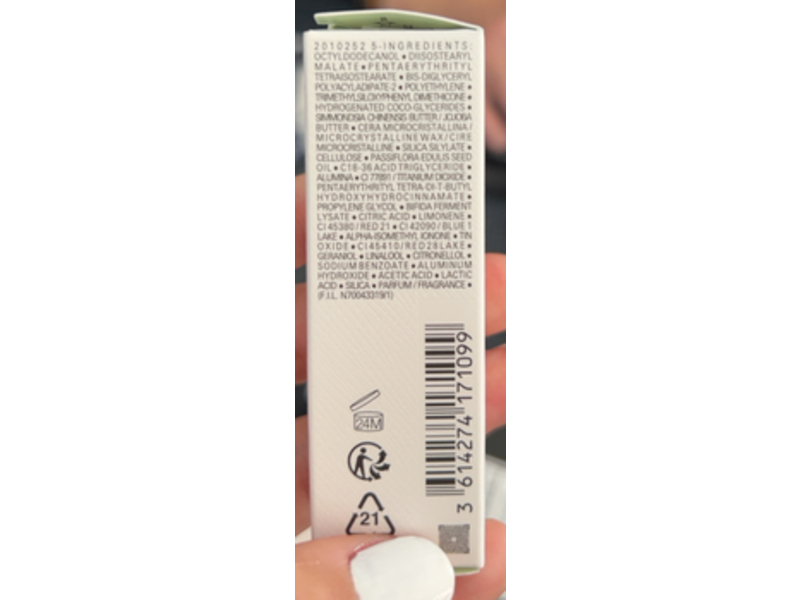 2010252 5-INGREDIENTS:
OCTYLDODECANOL • DIISOSTEARYL
MALATE • PENTAERYTHRITYL
TETRAISOSTEARATE • BIS-DIGLYCERYL
POLYACYLADIPATE-2 • POLYETHYLENE •
TRIMETHYLSILOXYPHENYL DIMETHICONE •
HYDROGENATED COCO-GLYCERIDES •
SIMMONDSIA CHINENSIS BUTTER / JOJOBA
BUTTER • CERA MICROCRISTALLINA /
MICROCRYSTALLINE WAX / CIRE
MICROCRISTALLINE • SILICA SILYLATE •
CELLULOSE • PASSIFLORA EDULIS SEED
OIL • C18-36 ACID TRIGLYCERIDE •
ALUMINA • CI 77891 / TITANIUM DIOXIDE •
PENTAERYTHRITYL TETRA-DI-T-BUTYL
HYDROXYHYDROCINNAMATE •
PROPYLENE GLYCOL • BIFIDA FERMENT
LYSATE • CITRIC ACID • LIMONENE •
CI 45380 / RED 21 • CI 42090 / BLUE 1
LAKE • ALPHA-ISOMETHYL IONONE • TIN
OXIDE • CI 45410 / RED 28 LAKE •
GERANIOL • LINALOOL • CITRONELLOL •
SODIUM BENZOATE • ALUMINUM
HYDROXIDE • ACETIC ACID • LACTIC
ACID • SILICA • PARFUM / FRAGRANCE •
(F.I.L. N70043319/1)
3 614274 171099
24M
21